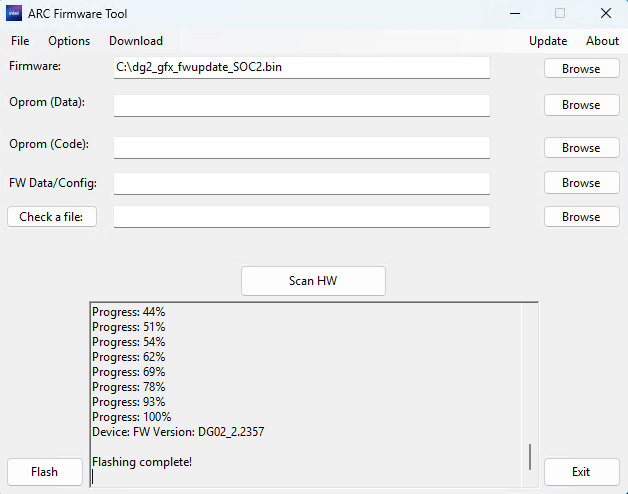 intel ARC Firmware Tool
File Options Download Update About
Firmware: C:\dg2_gfx_fwupdate_SOC2.bin Browse
Oprom (Data): Browse
Oprom (Code): Browse
FW Data/Config: Browse
Check a file: Browse
Scan HW
Progress: 44%
Progress: 51%
Progress: 54%
Progress: 62%
Progress: 69%
Progress: 78%
Progress: 93%
Progress: 100%
Device: FW Version: DG02_2.2357
Flashing complete!
Flash Exit